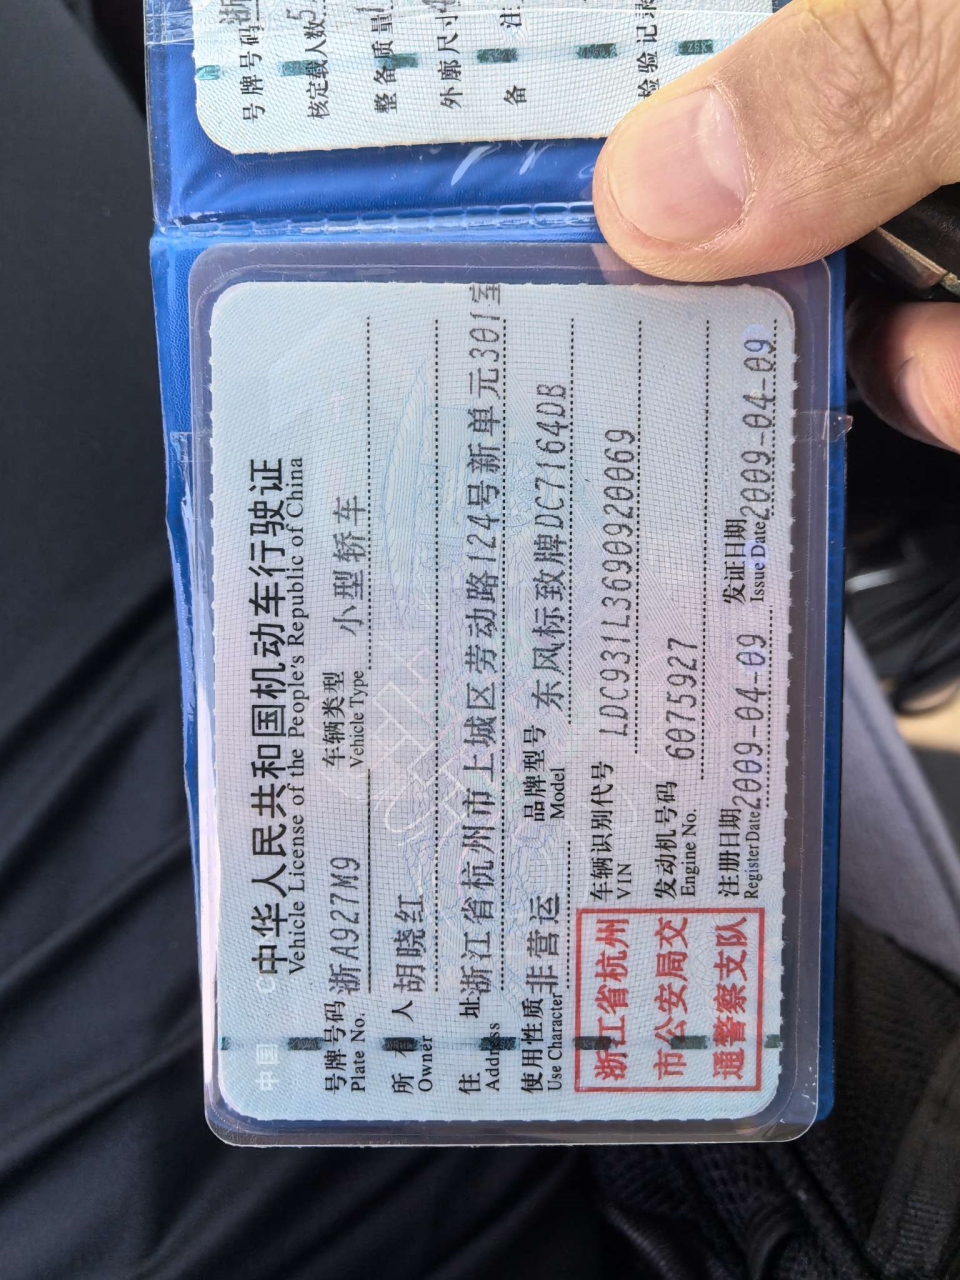 号牌号码 浙
核定载人数 5
整备质量 1
外廓尺寸
备 注
检验记录
中华人民共和国机动车行驶证
Vehicle License of the People's Republic of China
号牌号码 浙A927M9 车辆类型 小型轿车
Plate No. Vehicle Type
所有人 胡晓红
Owner
住 址 浙江省杭州市上城区劳动路124号新单元301室
Address
使用性质 非营运 品牌型号 东风标致牌DC7164DB
Use Character Model
浙江省杭州
市公安局交
通警察支队
车辆识别代号 LDC931L3690920069
VIN
发动机号码 6075927
Engine No.
注册日期 2009-04-09 发证日期 2009-04-09
Register Date Issue Date
中国